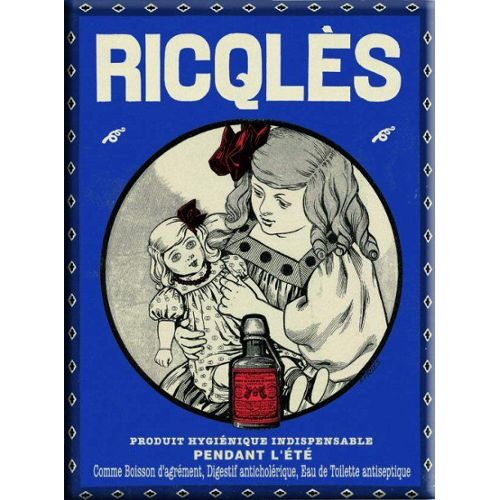 RICQLÈS
PRODUIT HYGIÉNIQUE INDISPENSABLE
PENDANT L'ÉTÉ
Comme Boisson d'agrément, Digestif anticholérique, Eau de Toilette antiseptique